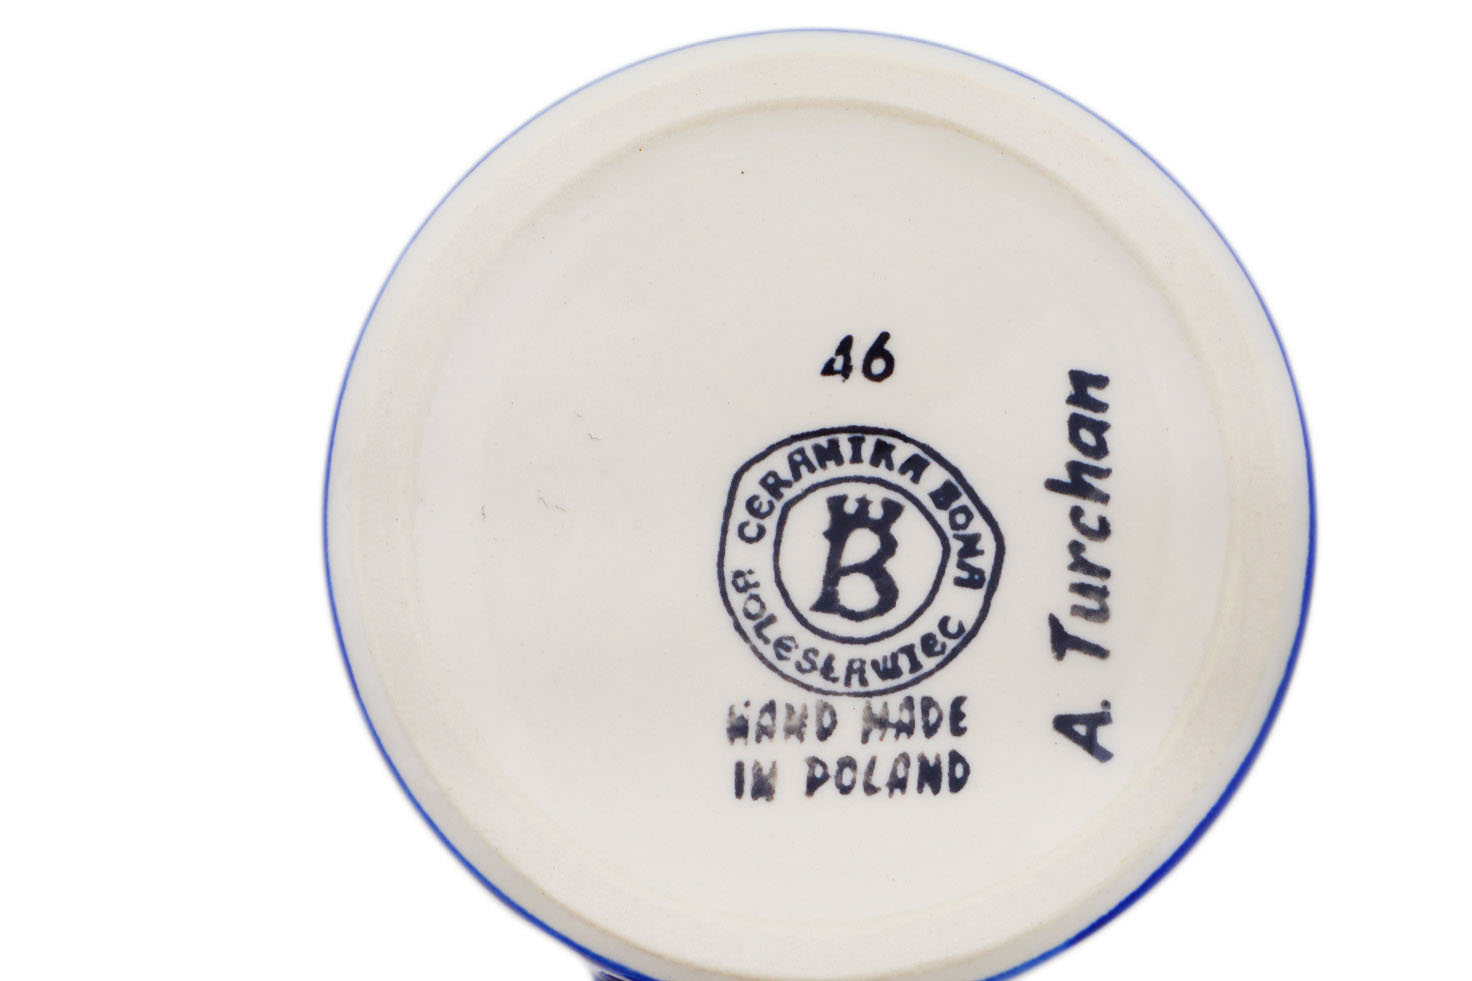 46
CERAMIKA BONA
B
BOLESŁAWIEC
HAND MADE
IN POLAND
A. Turchan